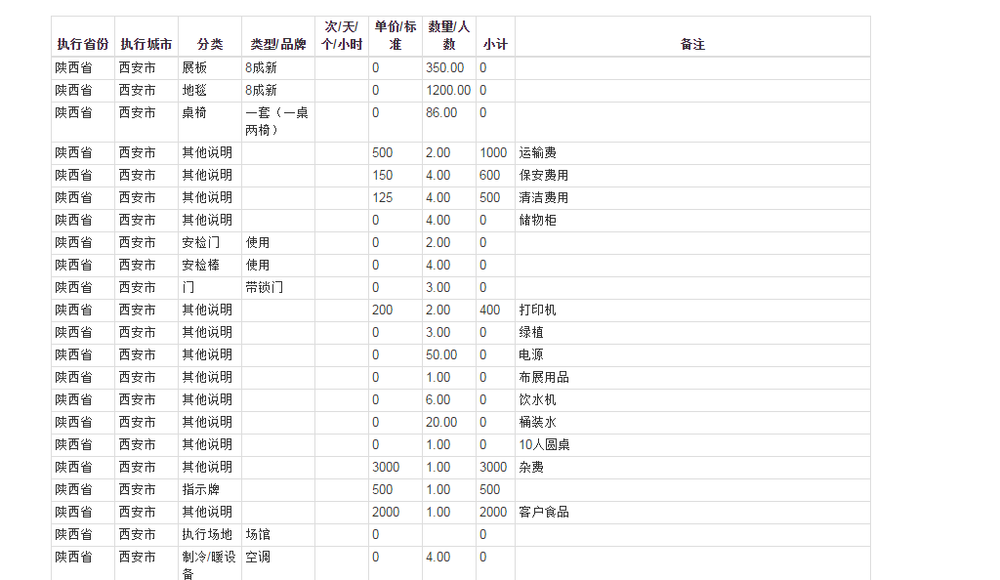 执行省份 执行城市 分类 类型/品牌 次/天/个/小时 单价/标准 数量/人数 小计 备注
陕西省 西安市 展板 8成新 0 350.00 0
陕西省 西安市 地毯 8成新 0 1200.00 0
陕西省 西安市 桌椅 一套（一桌两椅） 0 86.00 0
陕西省 西安市 其他说明 500 2.00 1000 运输费
陕西省 西安市 其他说明 150 4.00 600 保安费用
陕西省 西安市 其他说明 125 4.00 500 清洁费用
陕西省 西安市 其他说明 0 4.00 0 储物柜
陕西省 西安市 安检门 使用 0 2.00 0
陕西省 西安市 安检棒 使用 0 4.00 0
陕西省 西安市 门 带锁门 0 3.00 0
陕西省 西安市 其他说明 200 2.00 400 打印机
陕西省 西安市 其他说明 0 3.00 0 绿植
陕西省 西安市 其他说明 0 50.00 0 电源
陕西省 西安市 其他说明 0 1.00 0 布展用品
陕西省 西安市 其他说明 0 6.00 0 饮水机
陕西省 西安市 其他说明 0 20.00 0 桶装水
陕西省 西安市 其他说明 0 1.00 0 10人圆桌
陕西省 西安市 其他说明 3000 1.00 3000 杂费
陕西省 西安市 指示牌 500 1.00 500
陕西省 西安市 其他说明 2000 1.00 2000 客户食品
陕西省 西安市 执行场地 场馆 0 0
陕西省 西安市 制冷/暖设备 空调 0 4.00 0